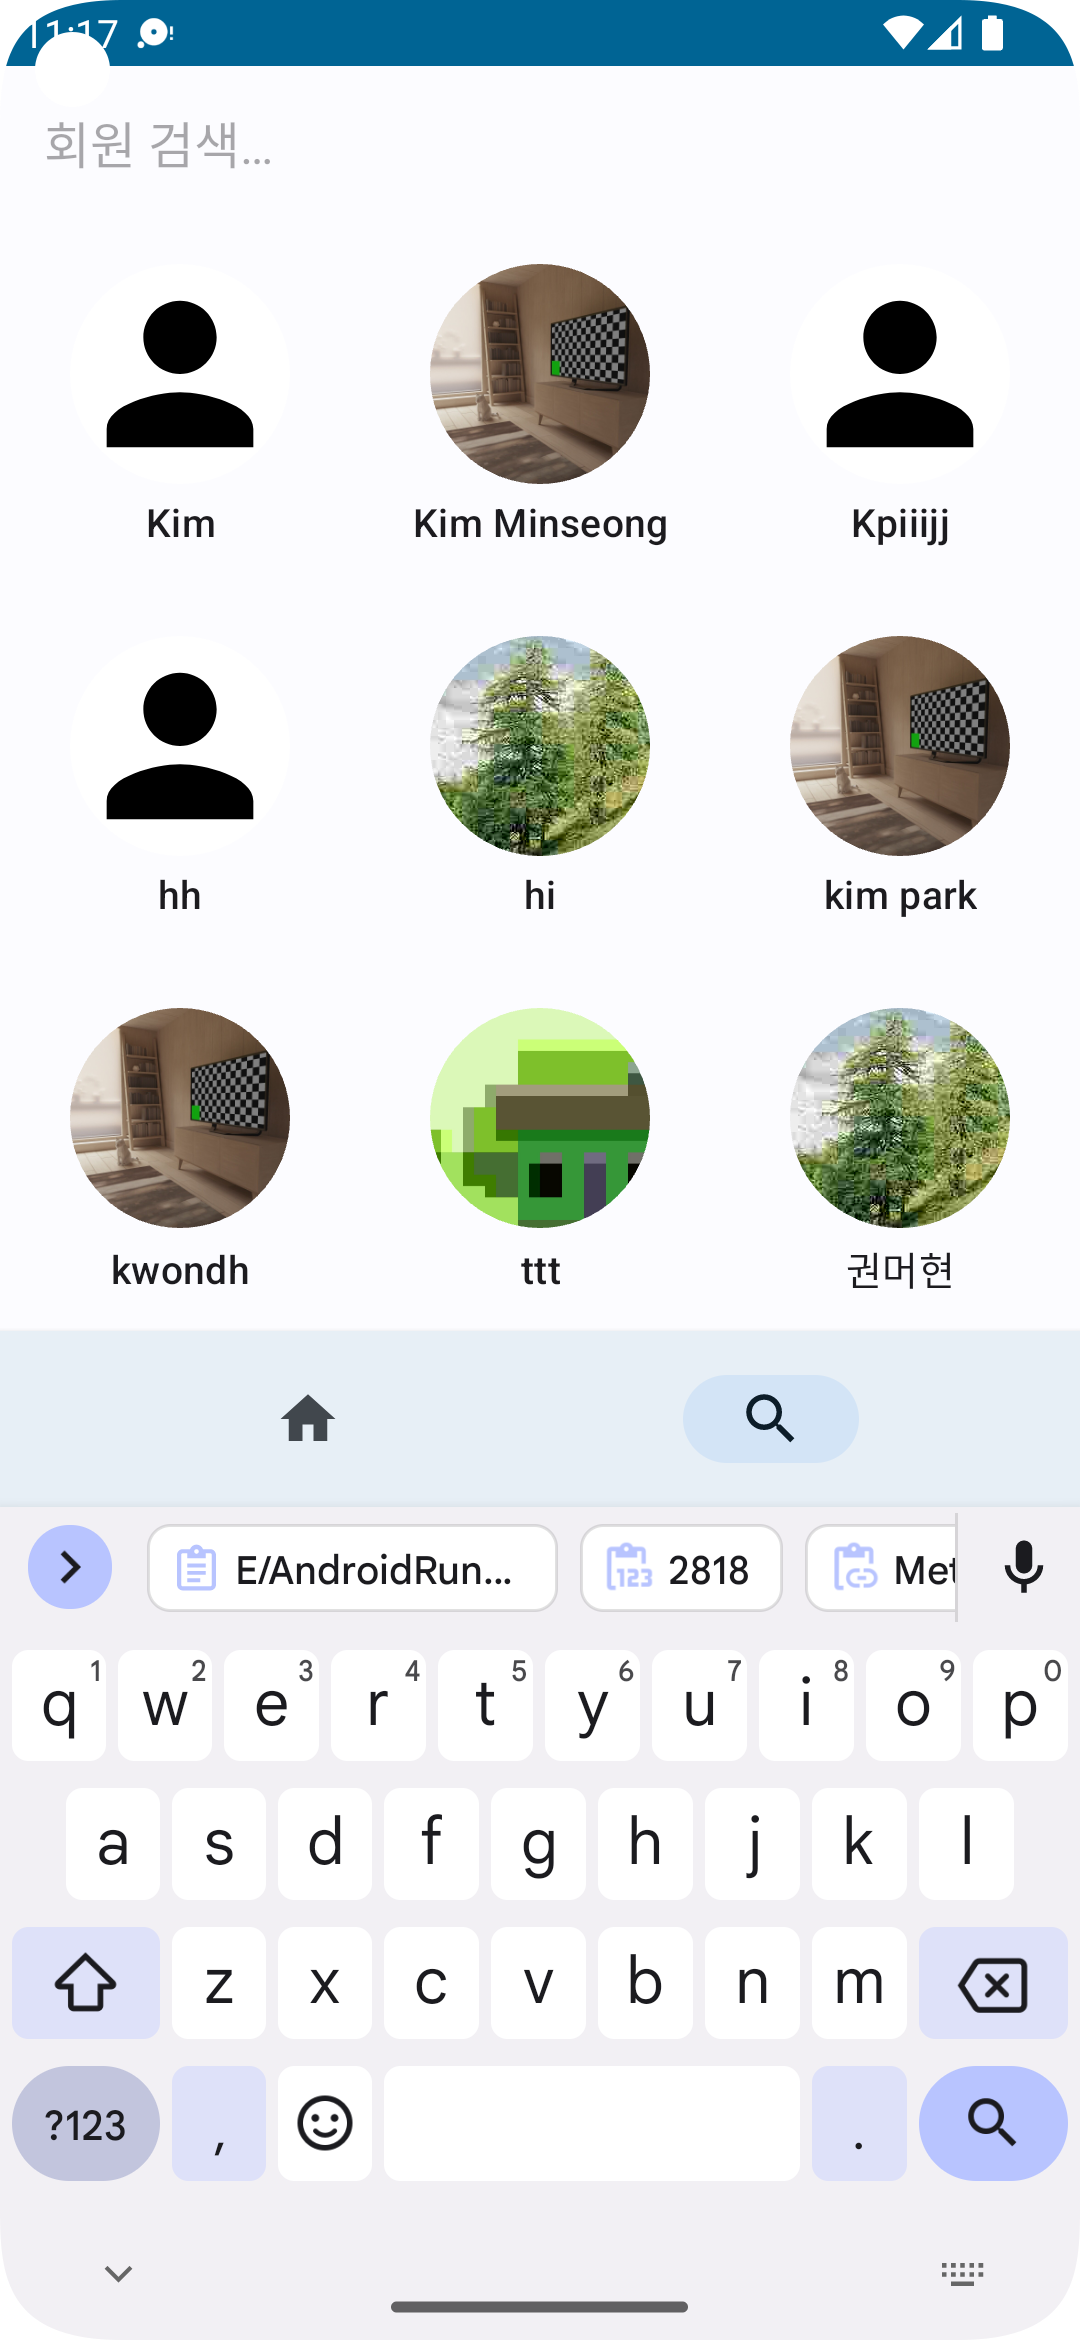 11:17
회원 검색...
Kim
Kim Minseong
Kpiiijj
hh
hi
kim park
kwondh
ttt
권머현
E/AndroidRun...
123
2818
Met
q 1 w 2 e 3 r 4 t 5 y 6 u 7 i 8 o 9 p 0
a s d f g h j k l
z x c v b n m
?123 , .